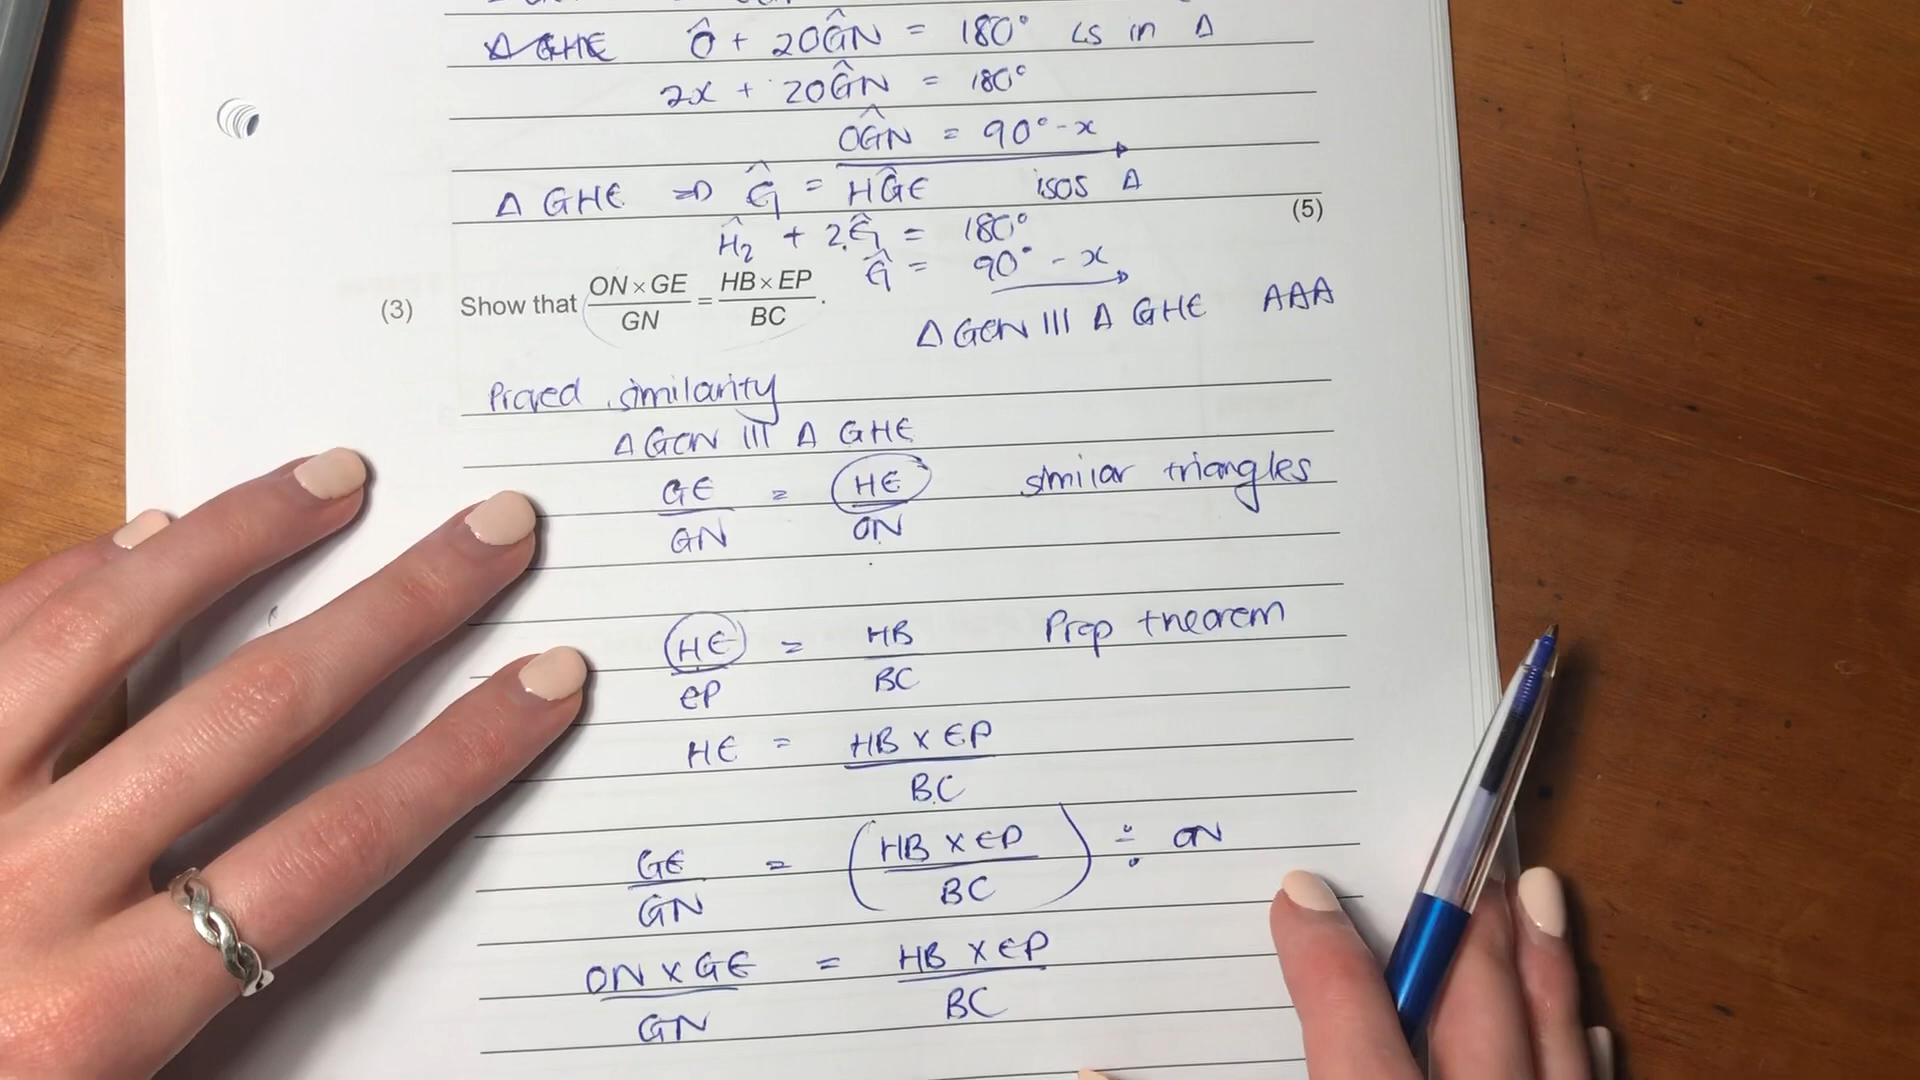 △ GHE Ô + 2OĜN = 180° ∠s in △
2x + 2OĜN = 180°
OĜN = 90° - x
△ GHE ⇒ Ĝ = HĜE isos △
(5)
Ĥ₂ + 2Ĝ = 180°
Ĝ = 90° - x
(3) Show that ON × GE / GN = HB × EP / BC .
△ GON ||| △ GHE AAA
Proved similarity
△ GON ||| △ GHE
GE / GN = HE / ON similar triangles
HE / EP = HB / BC Prop theorem
HE = HB × EP / BC
GE / GN = (HB × EP / BC) ÷ ON
ON × GE / GN = HB × EP / BC